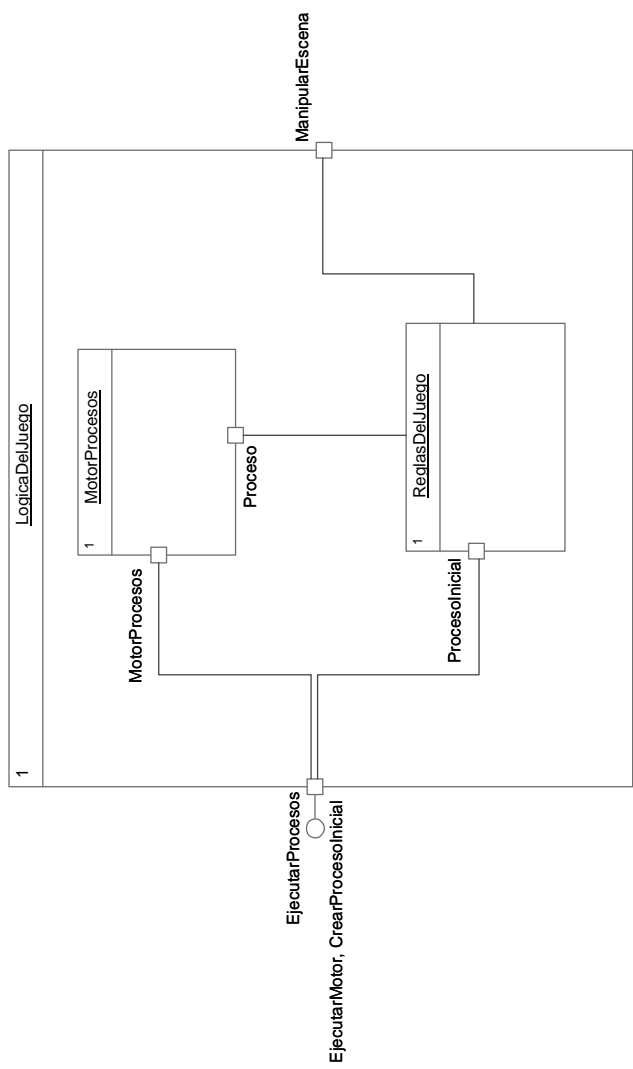 1
LogicaDelJuego
1
MotorProcesos
MotorProcesos
Proceso
EjecutarProcesos
EjecutarMotor, CrearProcesoInicial
ManipularEscena
1
ReglasDelJuego
ProcesoInicial